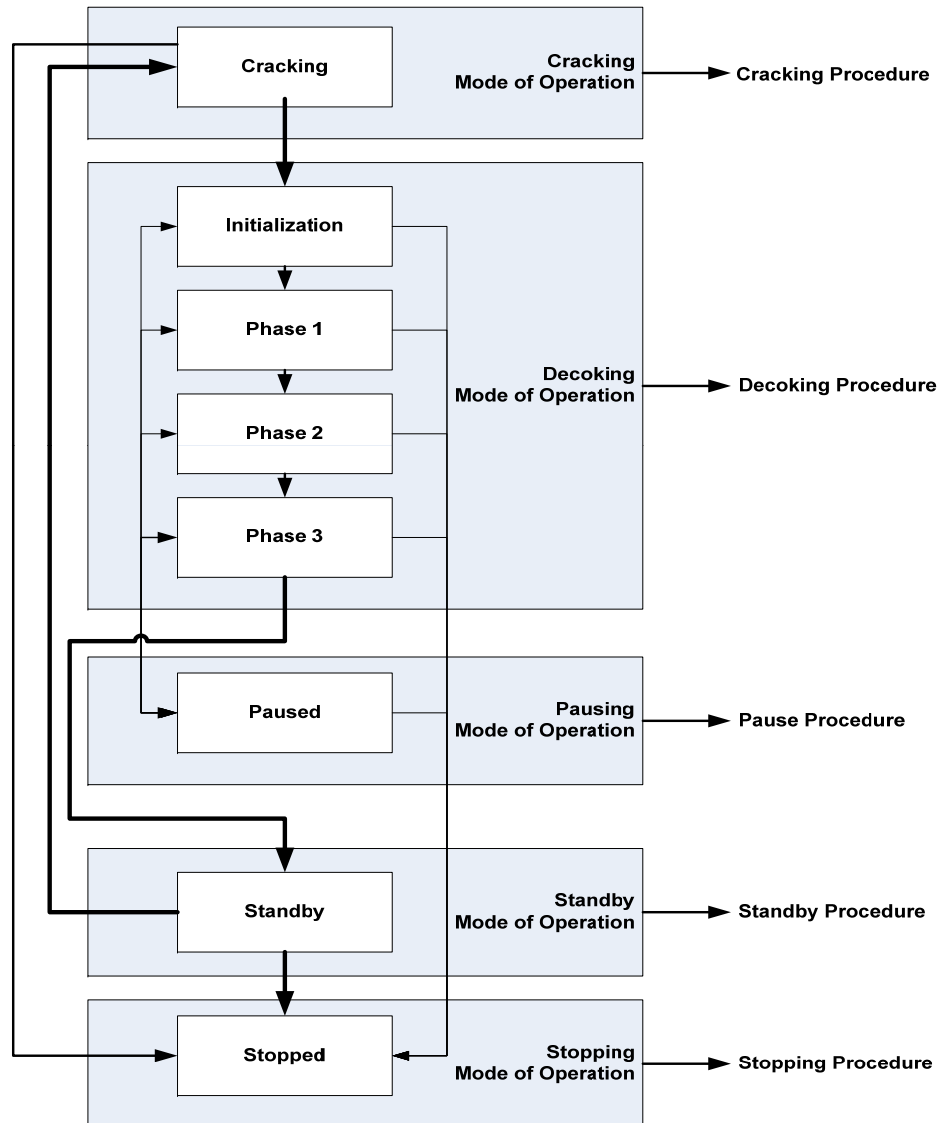 Cracking
Cracking
Mode of Operation
Cracking Procedure
Initialization
Phase 1
Phase 2
Phase 3
Decoking
Mode of Operation
Decoking Procedure
Paused
Pausing
Mode of Operation
Pause Procedure
Standby
Standby
Mode of Operation
Standby Procedure
Stopped
Stopping
Mode of Operation
Stopping Procedure